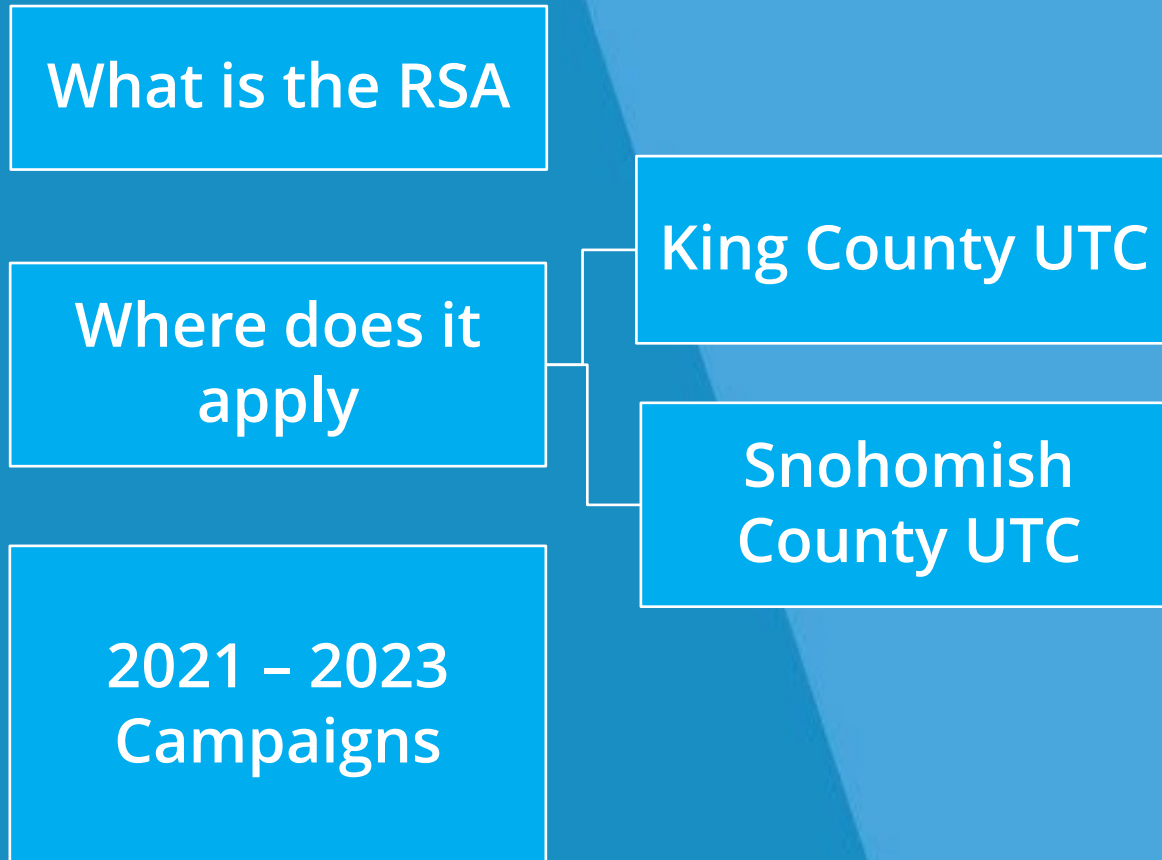 What is the RSA
Where does it
apply
King County UTC
Snohomish
County UTC
2021 – 2023
Campaigns